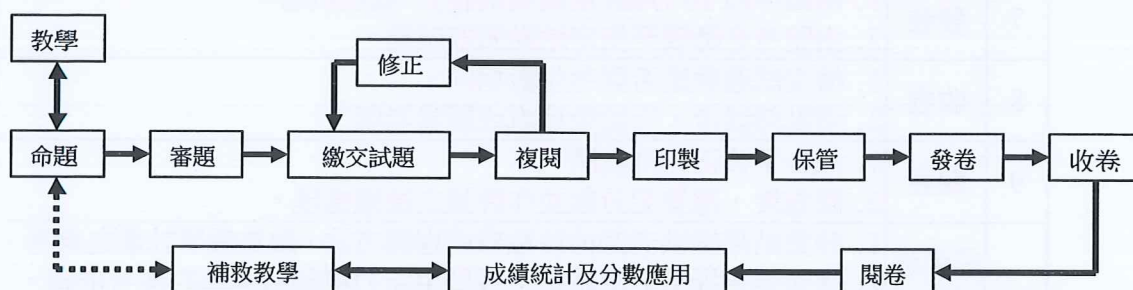 教學
修正
命題
審題
繳交試題
複閱
印製
保管
發卷
收卷
補救教學
成績統計及分數應用
閱卷